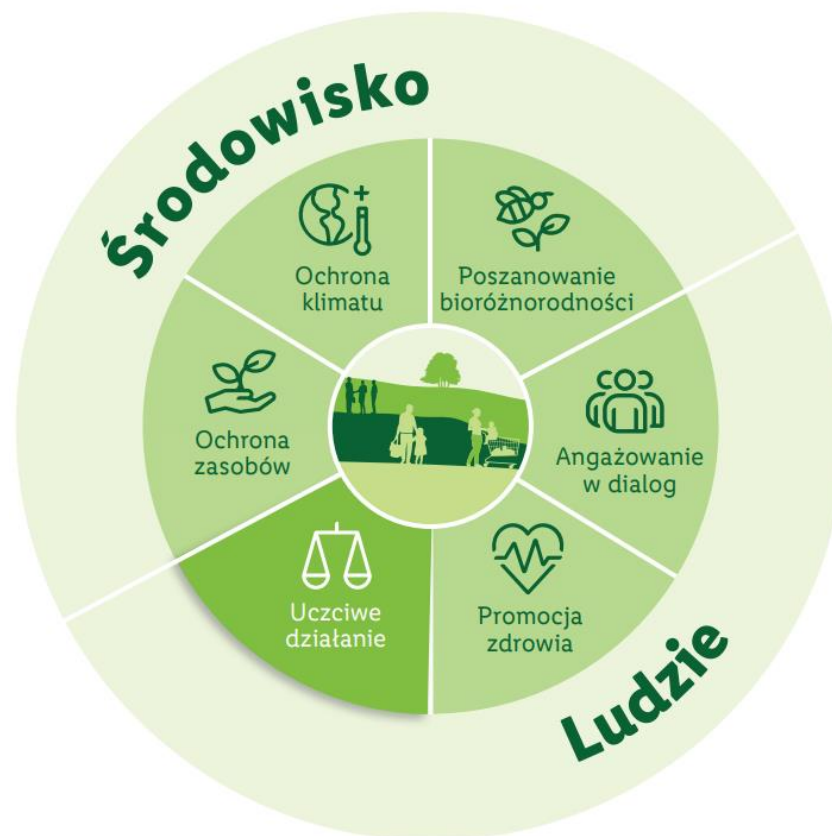 Środowisko
Ochrona
klimatu
Poszanowanie
bioróżnorodności
Ochrona
zasobów
Angażowanie
w dialog
Uczciwe
działanie
Promocja
zdrowia
Ludzie